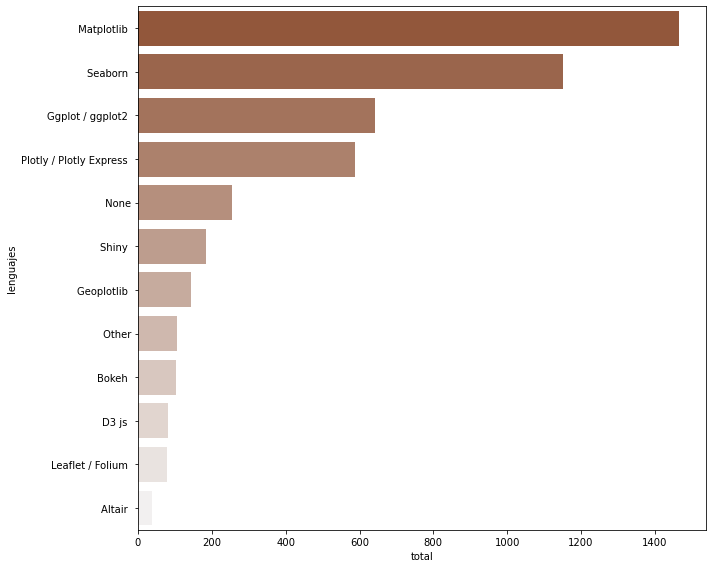 Matplotlib
Seaborn
Ggplot / ggplot2
Plotly / Plotly Express
None
Shiny
Geoplotlib
Other
Bokeh
D3 js
Leaflet / Folium
Altair
lenguajes
0 200 400 600 800 1000 1200 1400
total